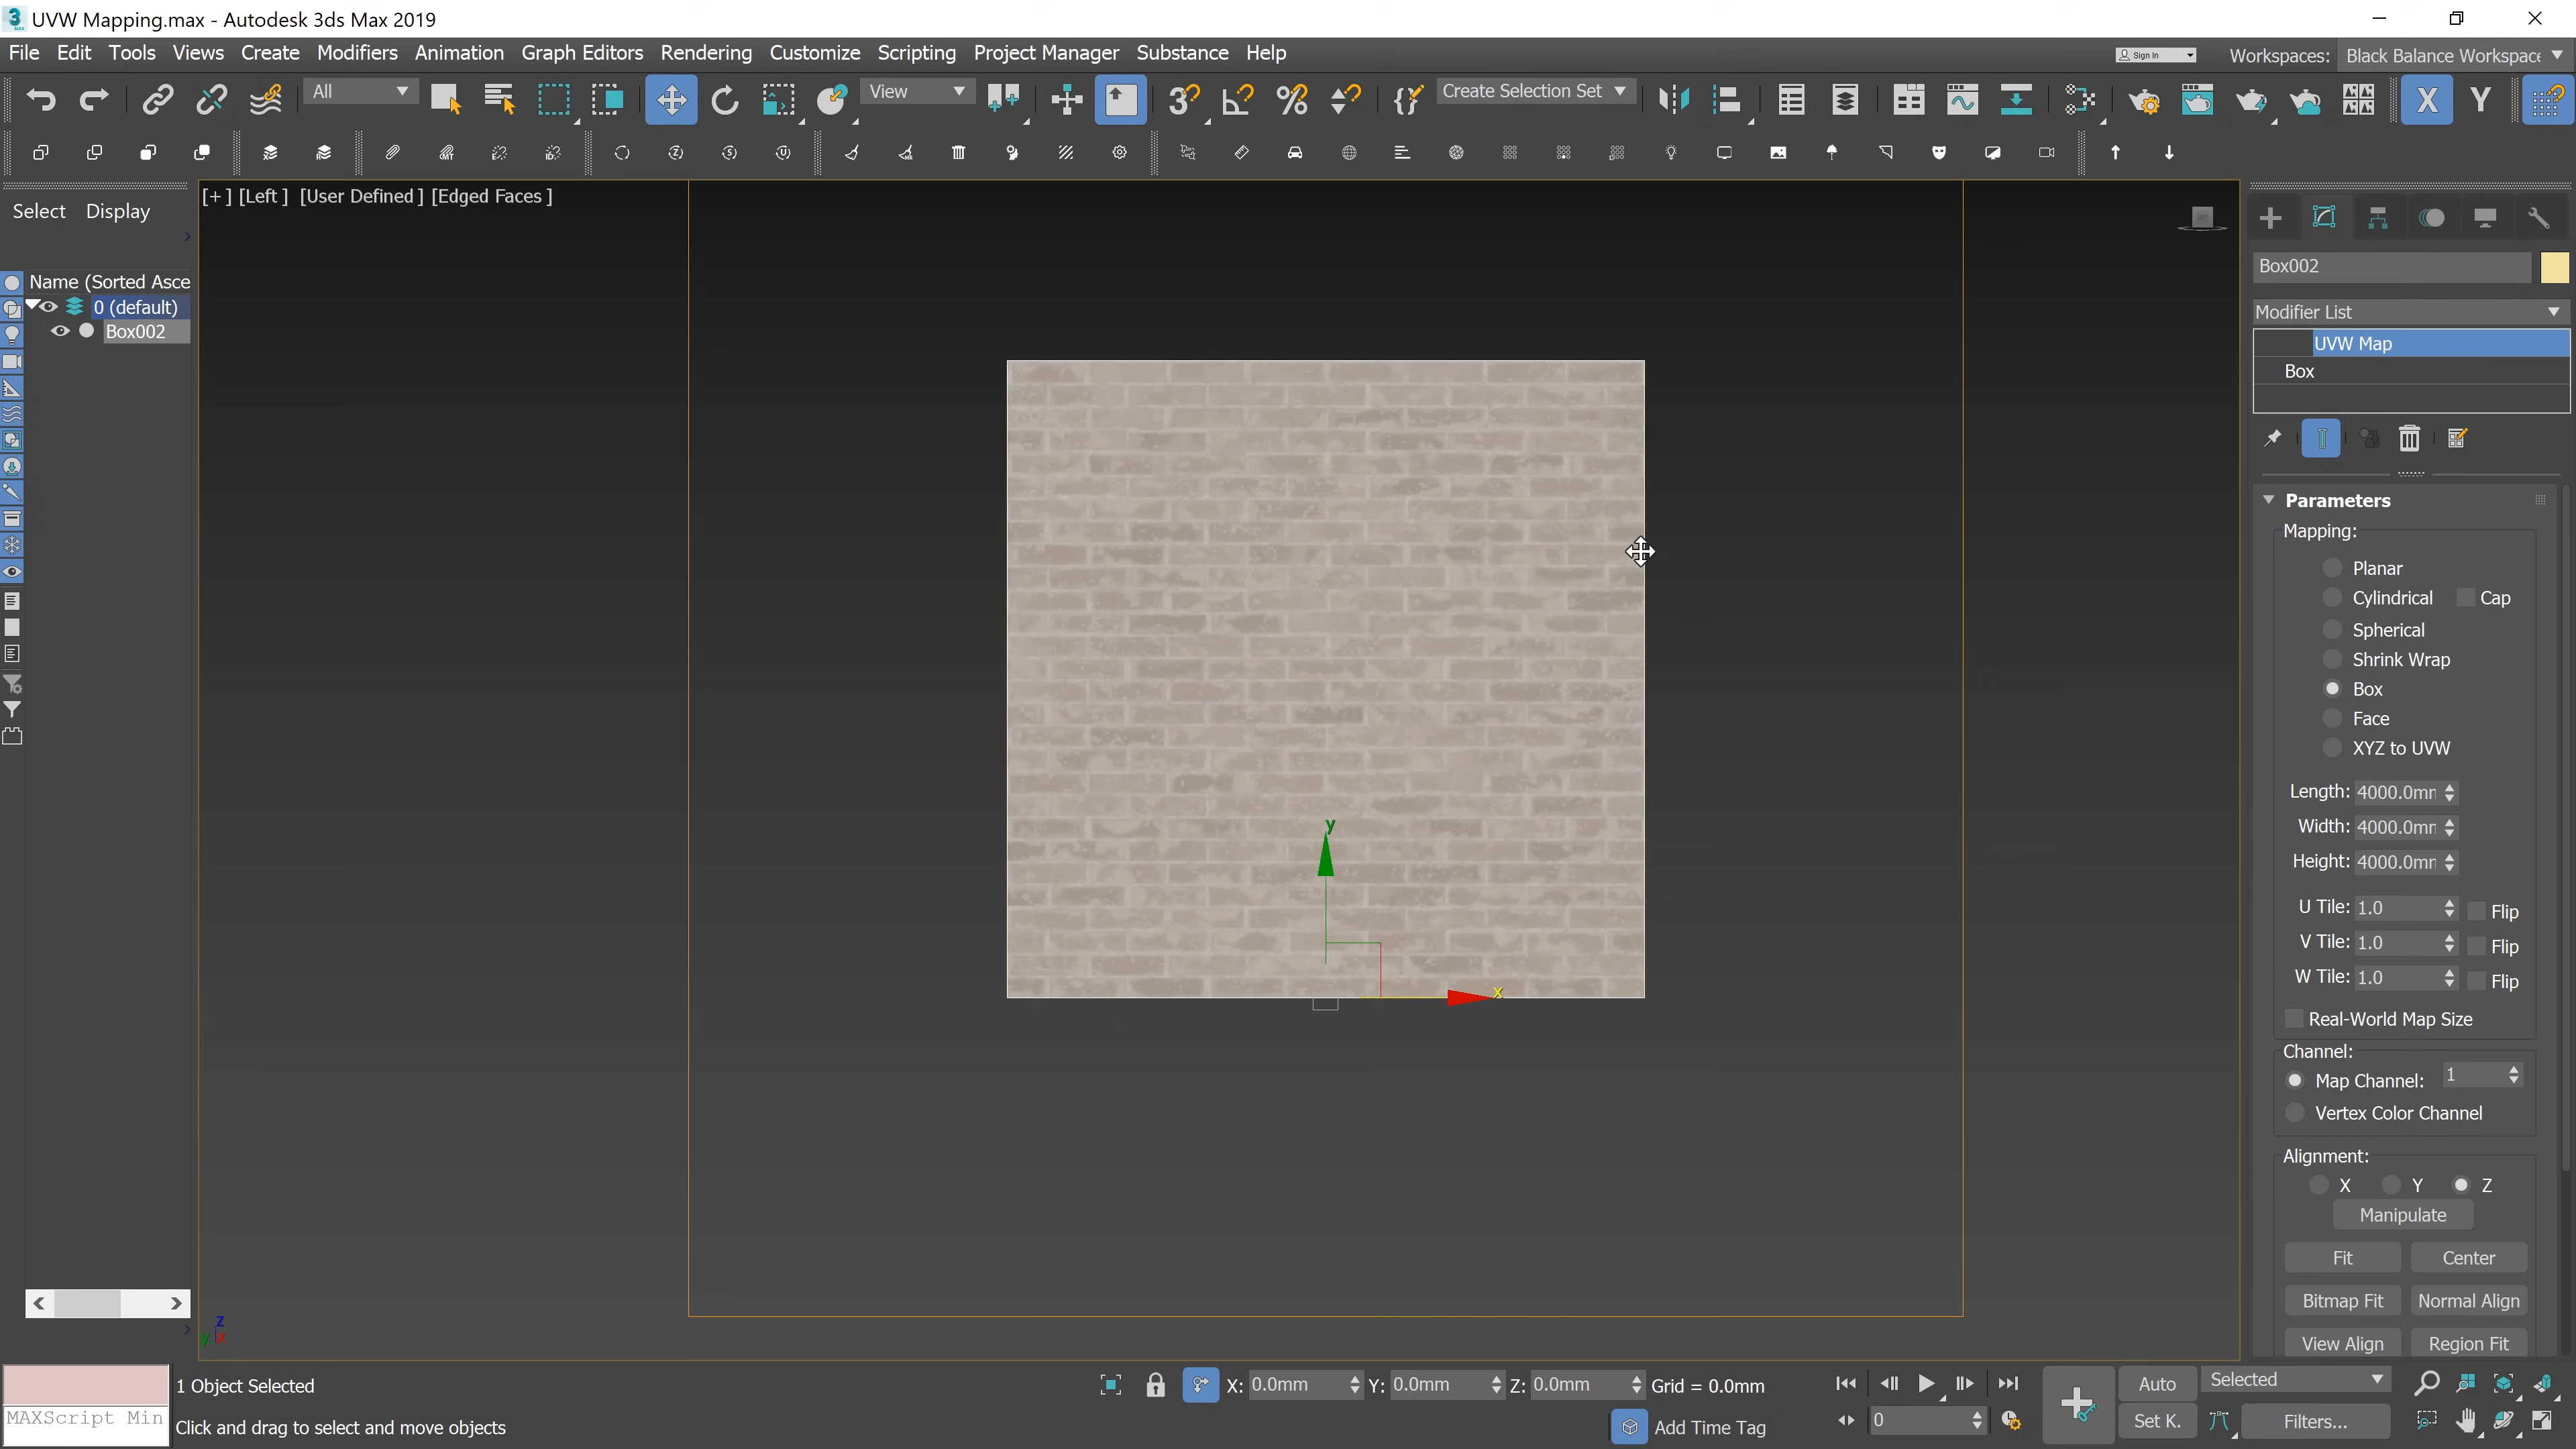 UVW Mapping.max - Autodesk 3ds Max 2019
File Edit Tools Views Create Modifiers Animation Graph Editors Rendering Customize Scripting Project Manager Substance Help
Sign In
Workspaces: Black Balance Workspace
All
View
Create Selection Set
X Y
Select Display
[+] [Left] [User Defined] [Edged Faces]
Name (Sorted Asce
0 (default)
Box002
Box002
Modifier List
UVW Map
Box
Parameters
Mapping:
Planar
Cylindrical Cap
Spherical
Shrink Wrap
Box
Face
XYZ to UVW
Length: 4000.0mm
Width: 4000.0mm
Height: 4000.0mm
U Tile: 1.0 Flip
V Tile: 1.0 Flip
W Tile: 1.0 Flip
Real-World Map Size
Channel:
Map Channel: 1
Vertex Color Channel
Alignment:
X Y Z
Manipulate
Fit Center
Bitmap Fit Normal Align
View Align Region Fit
y
x
z
y x
1 Object Selected
X: 0.0mm Y: 0.0mm Z: 0.0mm Grid = 0.0mm
Auto Selected
MAXScript Min
Click and drag to select and move objects
Add Time Tag
0
Set K. Filters...